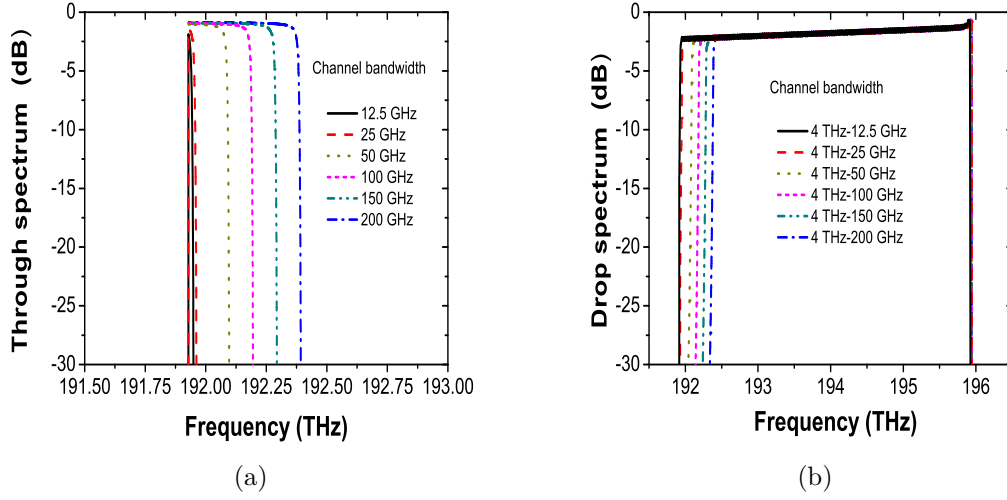 0
-5
-10
-15
-20
-25
-30
Through spectrum (dB)
Channel bandwidth
12.5 GHz
25 GHz
50 GHz
100 GHz
150 GHz
200 GHz
191.50 191.75 192.00 192.25 192.50 192.75 193.00
Frequency (THz)
(a)
0
-5
-10
-15
-20
-25
-30
Drop spectrum (dB)
Channel bandwidth
4 THz-12.5 GHz
4 THz-25 GHz
4 THz-50 GHz
4 THz-100 GHz
4 THz-150 GHz
4 THz-200 GHz
192 193 194 195 196
Frequency (THz)
(b)